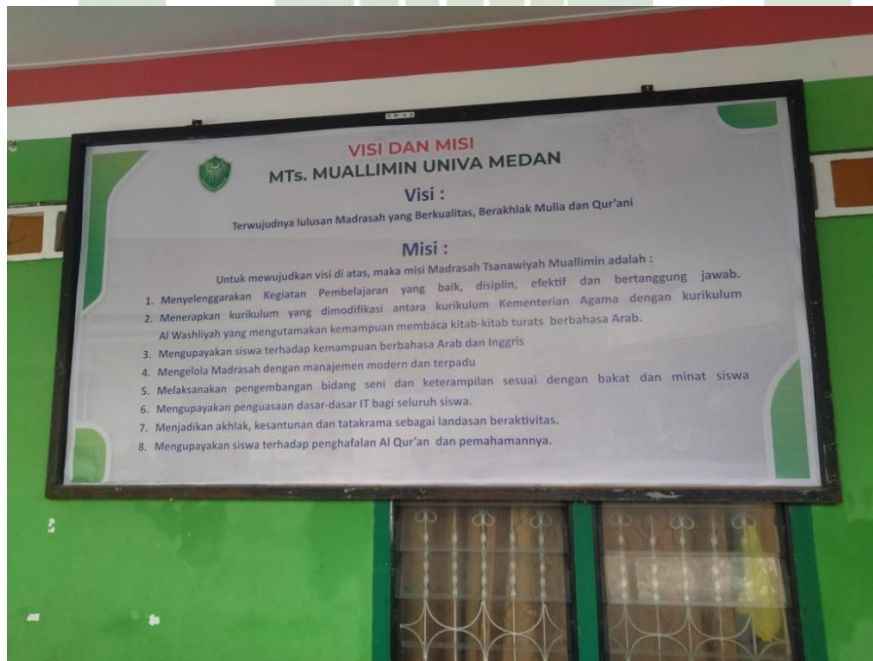 VISI DAN MISI
MTs. MUALLIMIN UNIVA MEDAN
Visi :
Terwujudnya lulusan Madrasah yang Berkualitas, Berakhlak Mulia dan Qur'ani
Misi :
Untuk mewujudkan visi di atas, maka misi Madrasah Tsanawiyah Muallimin adalah :
1. Menyelenggarakan Kegiatan Pembelajaran yang baik, disiplin, efektif dan bertanggung jawab.
2. Menerapkan kurikulum yang dimodifikasi antara kurikulum Kementerian Agama dengan kurikulum
Al Washliyah yang mengutamakan kemampuan membaca kitab-kitab turats berbahasa Arab.
3. Mengupayakan siswa terhadap kemampuan berbahasa Arab dan Inggris
4. Mengelola Madrasah dengan manajemen modern dan terpadu
5. Melaksanakan pengembangan bidang seni dan keterampilan sesuai dengan bakat dan minat siswa
6. Mengupayakan penguasaan dasar-dasar IT bagi seluruh siswa.
7. Menjadikan akhlak, kesantunan dan tatakrama sebagai landasan beraktivitas.
8. Mengupayakan siswa terhadap penghafalan Al Qur'an dan pemahamannya.